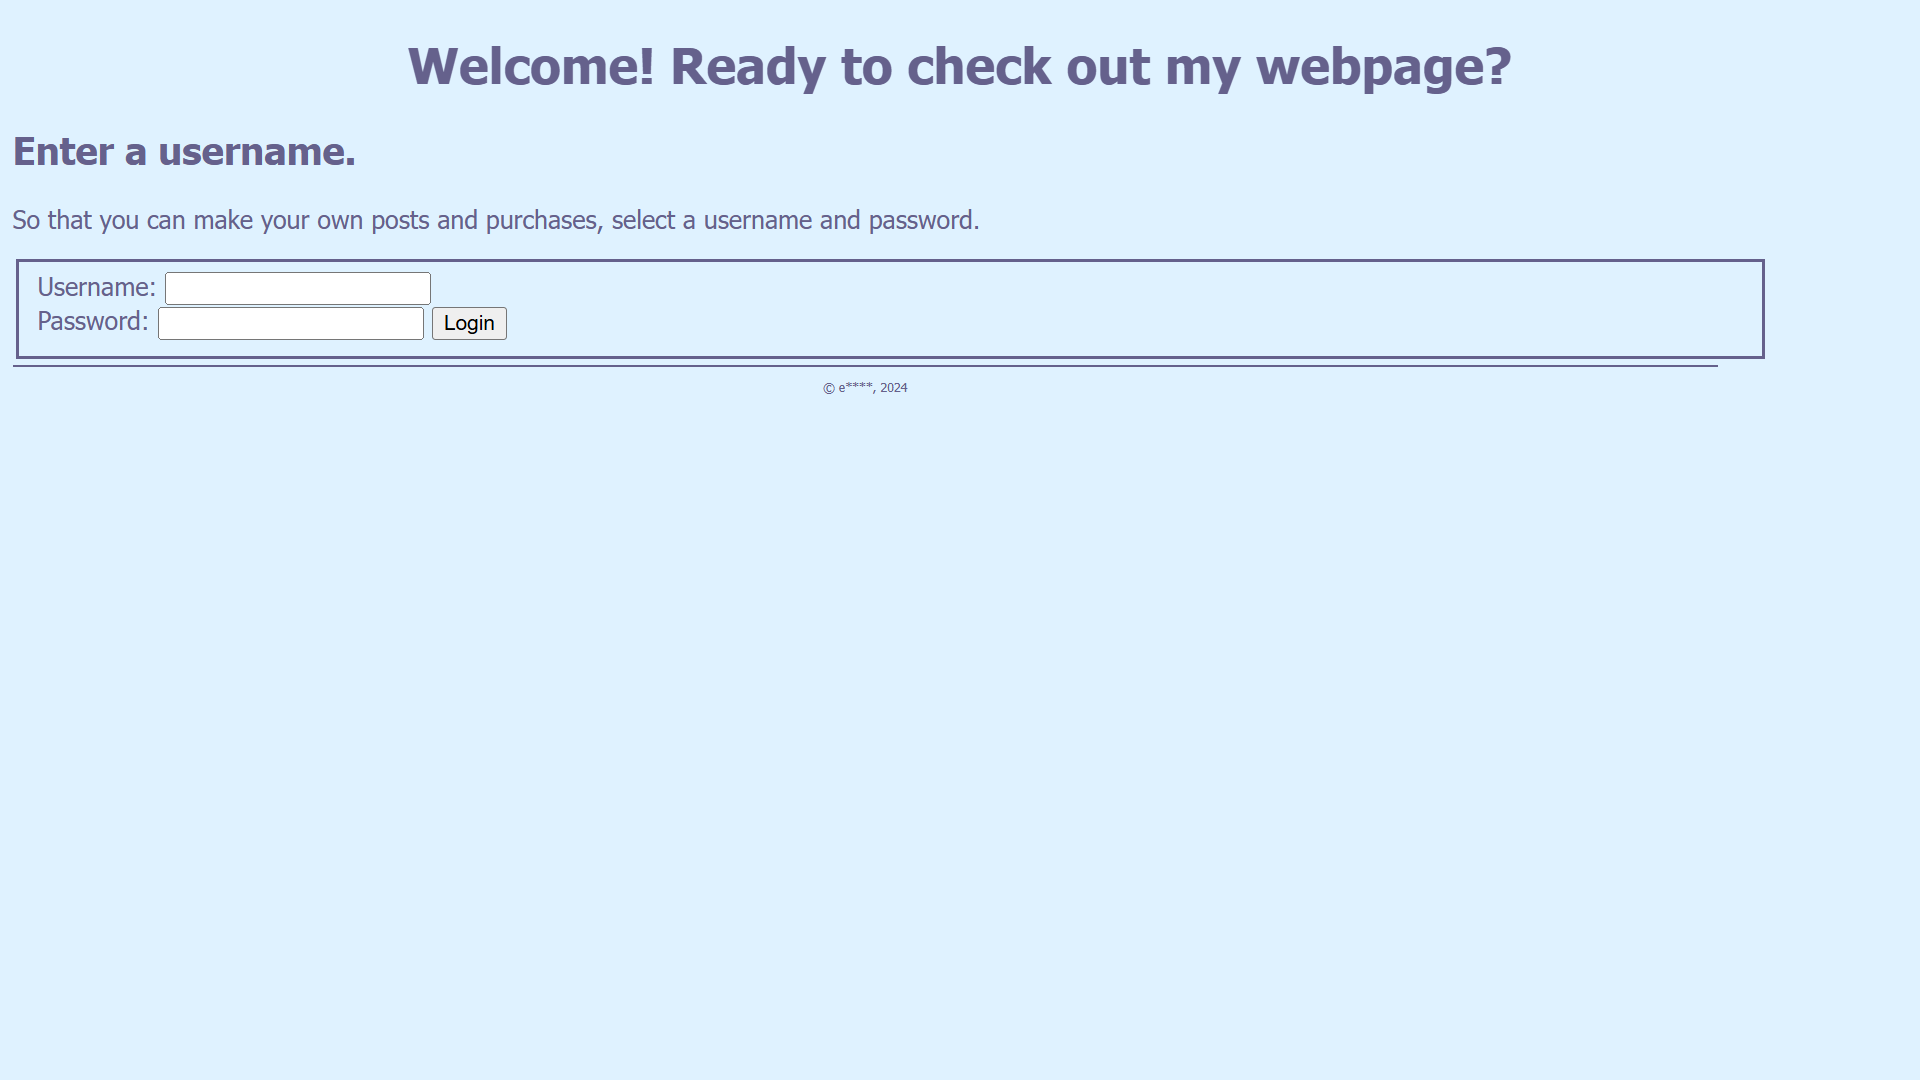 Welcome! Ready to check out my webpage?
Enter a username.
So that you can make your own posts and purchases, select a username and password.
Username:
Password: Login
© e****, 2024